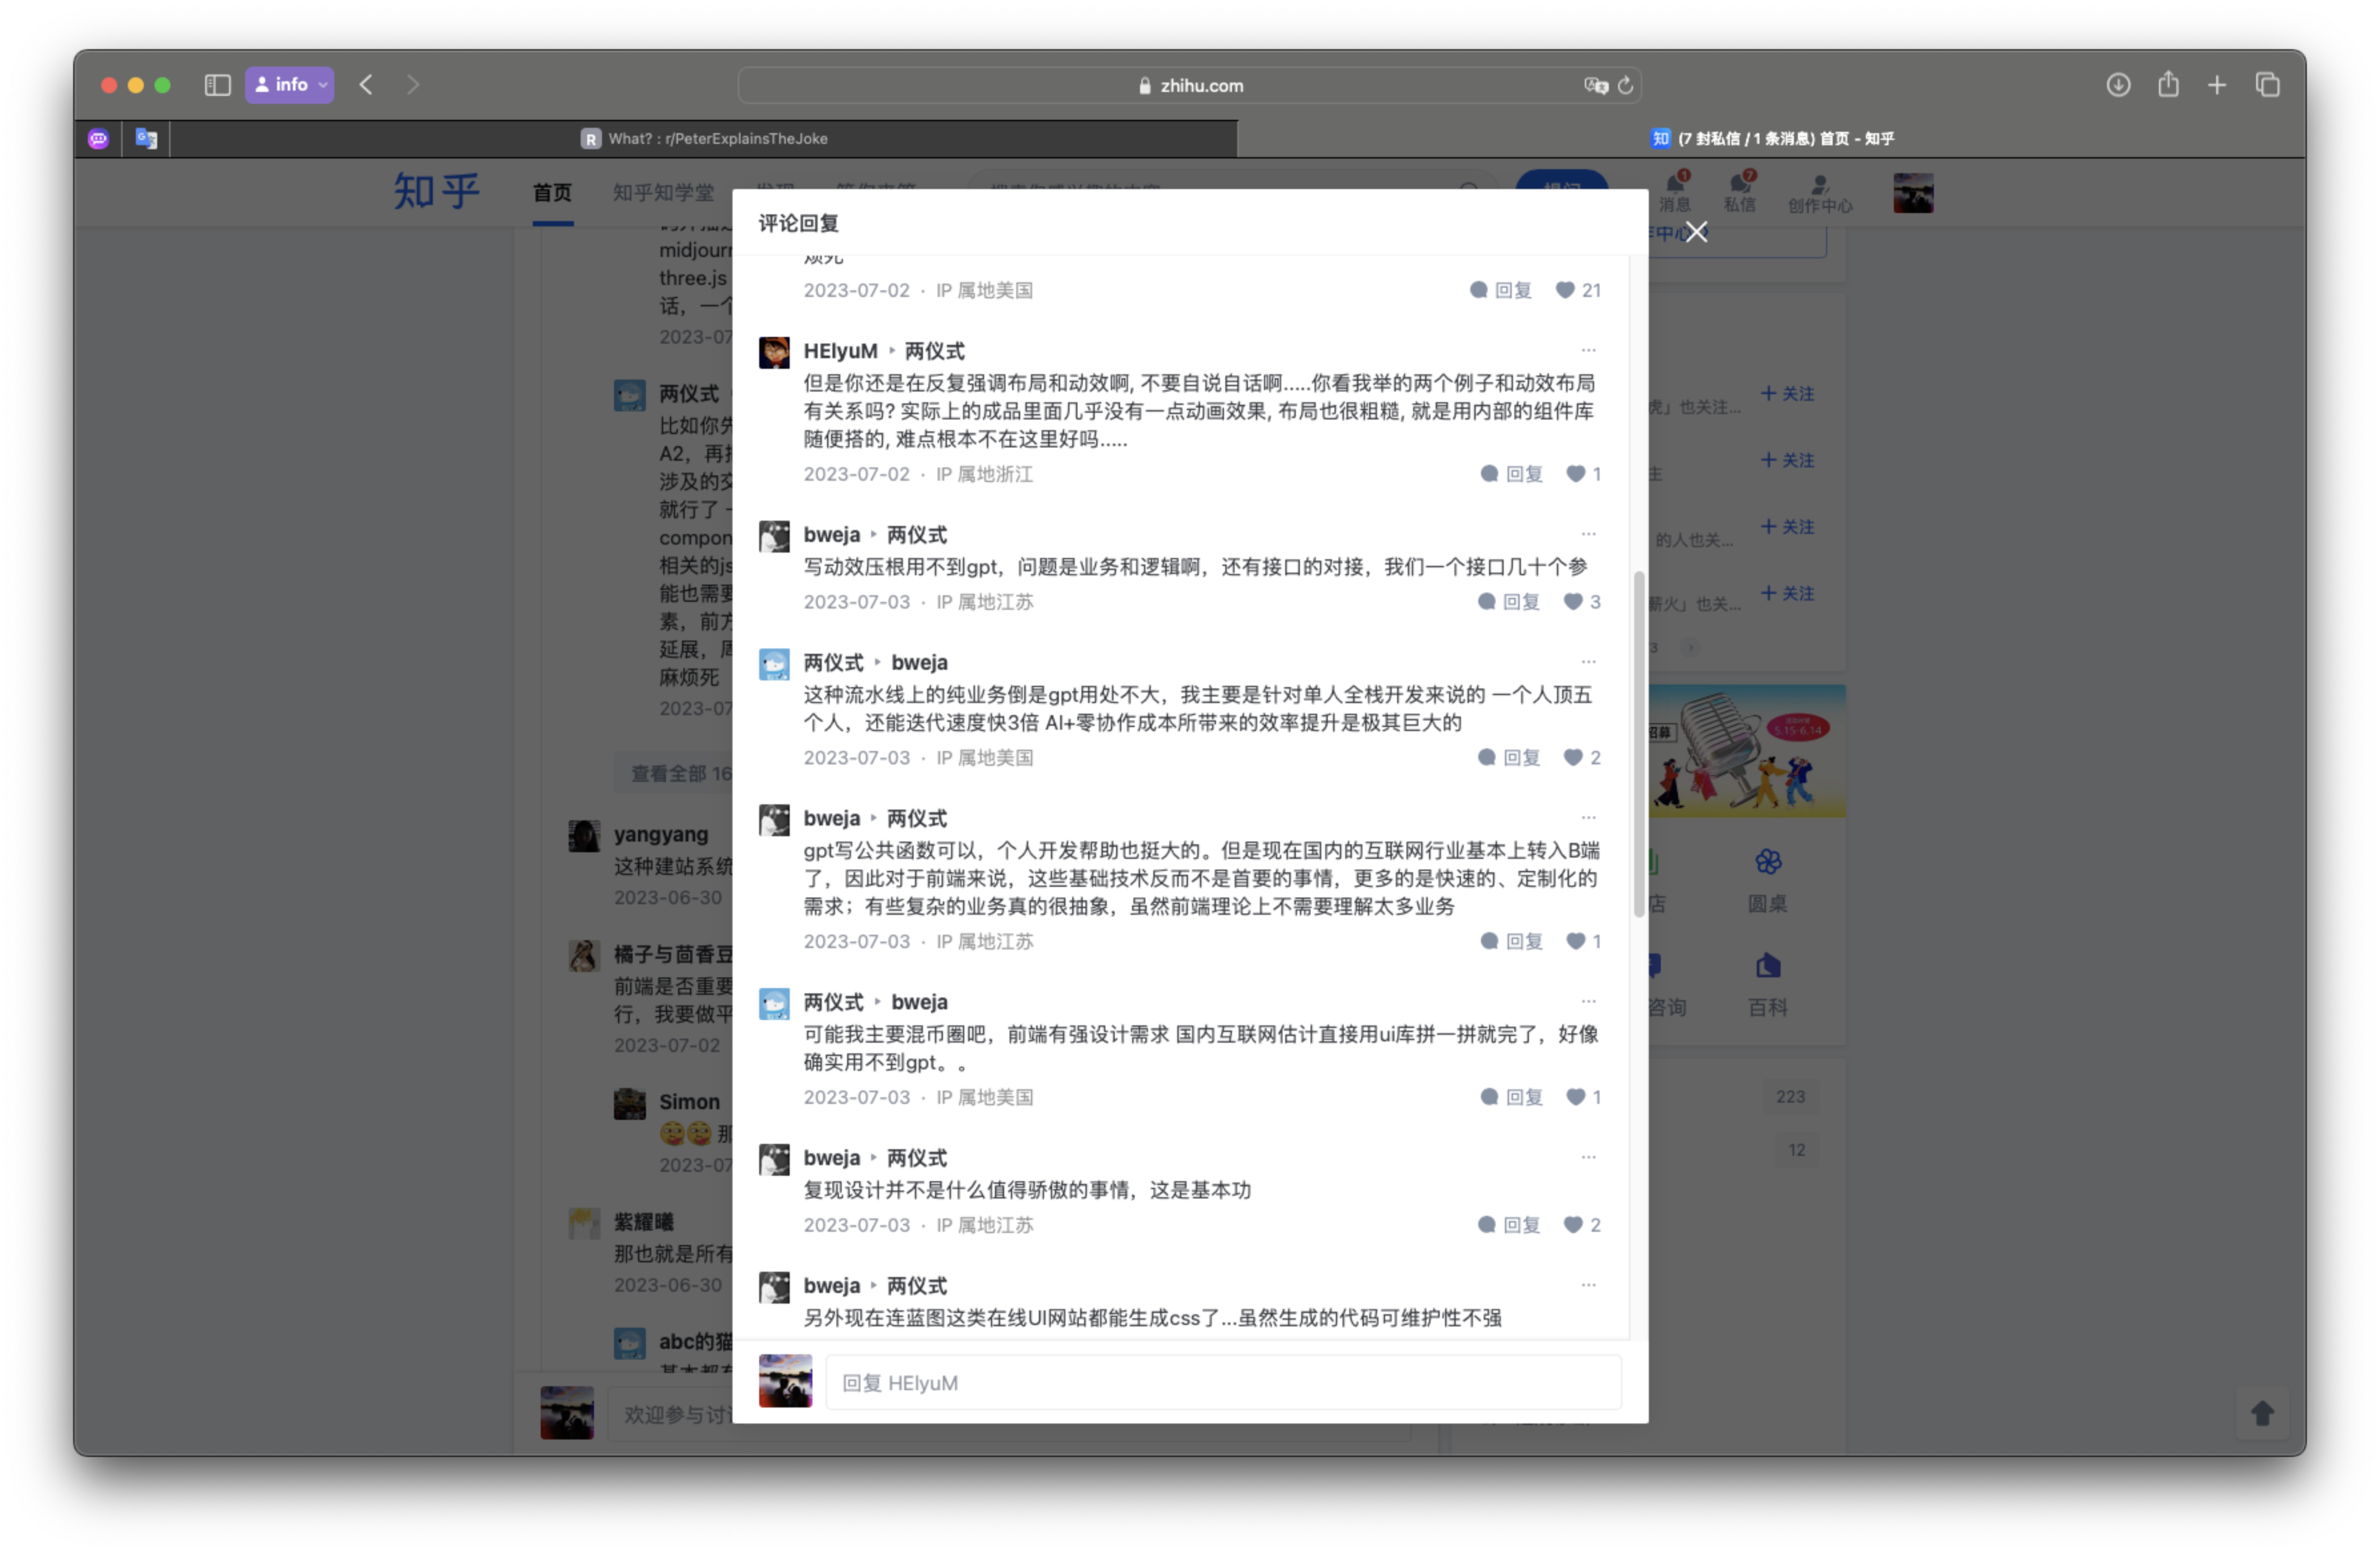 info
zhihu.com
What? : r/PeterExplainsTheJoke
知 (7 封私信 / 1 条消息) 首页 - 知乎
知乎
首页
知乎知学堂
1
消息
7
私信
创作中心
评论回复
2023-07-02 · IP 属地美国
回复 21
HElyuM ‣ 两仪式
但是你还是在反复强调布局和动效啊, 不要自说自话啊.....你看我举的两个例子和动效布局
有关系吗? 实际上的成品里面几乎没有一点动画效果, 布局也很粗糙, 就是用内部的组件库
随便搭的, 难点根本不在这里好吗.....
2023-07-02 · IP 属地浙江
回复 1
bweja ‣ 两仪式
写动效压根用不到gpt，问题是业务和逻辑啊，还有接口的对接，我们一个接口几十个参
2023-07-03 · IP 属地江苏
回复 3
两仪式 ‣ bweja
这种流水线上的纯业务倒是gpt用处不大，我主要是针对单人全栈开发来说的 一个人顶五
个人，还能迭代速度快3倍 AI+零协作成本所带来的效率提升是极其巨大的
2023-07-03 · IP 属地美国
回复 2
bweja ‣ 两仪式
gpt写公共函数可以，个人开发帮助也挺大的。但是现在国内的互联网行业基本上转入B端
了，因此对于前端来说，这些基础技术反而不是首要的事情，更多的是快速的、定制化的
需求；有些复杂的业务真的很抽象，虽然前端理论上不需要理解太多业务
2023-07-03 · IP 属地江苏
回复 1
两仪式 ‣ bweja
可能我主要混币圈吧，前端有强设计需求 国内互联网估计直接用ui库拼一拼就完了，好像
确实用不到gpt。。
2023-07-03 · IP 属地美国
回复 1
bweja ‣ 两仪式
复现设计并不是什么值得骄傲的事情，这是基本功
2023-07-03 · IP 属地江苏
回复 2
bweja ‣ 两仪式
另外现在连蓝图这类在线UI网站都能生成css了...虽然生成的代码可维护性不强
回复 HElyuM
midjour
three.js
话，一个
2023-07
两仪式
比如你先
A2，再
涉及的交
就行了
compon
相关的js
能也需要
素，前方
延展，周
麻烦死
2023-07
查看全部 16
yangyang
这种建站系统
2023-06-30
橘子与茴香豆
前端是否重要
行，我要做平
2023-07-02
Simon
那
2023-07
紫耀曦
那也就是所有
2023-06-30
abc的猫
欢迎参与讨
虎」也关注...
+ 关注
主
+ 关注
的人也关...
+ 关注
薪火」也关...
+ 关注
3
招募
5.15-6.14
店
圆桌
咨询
百科
223
12